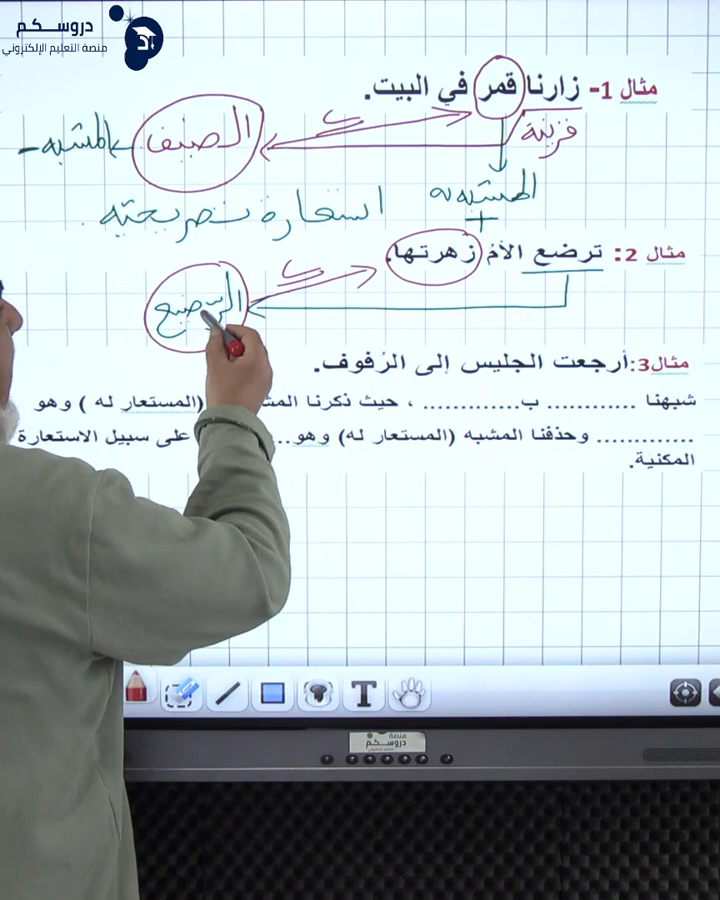 دروسكم
منصة التعليم الإلكتروني
مثال 1- زارنا قمر في البيت.
قرينة
الضيف
المشبه
المشبه به
استعارة تصريحية
مثال 2: ترضع الأمُ زهرتها.
الرضيع
مثال3:أرجعت الجليس إلى الرُفوف.
شبهنا ............ ب............. ، حيث ذكرنا (المستعار له ) وهو
............. وحذفنا المشبه (المستعار له) وهو.. على سبيل الاستعارة
المكنية.
T
منصة
دروسكم